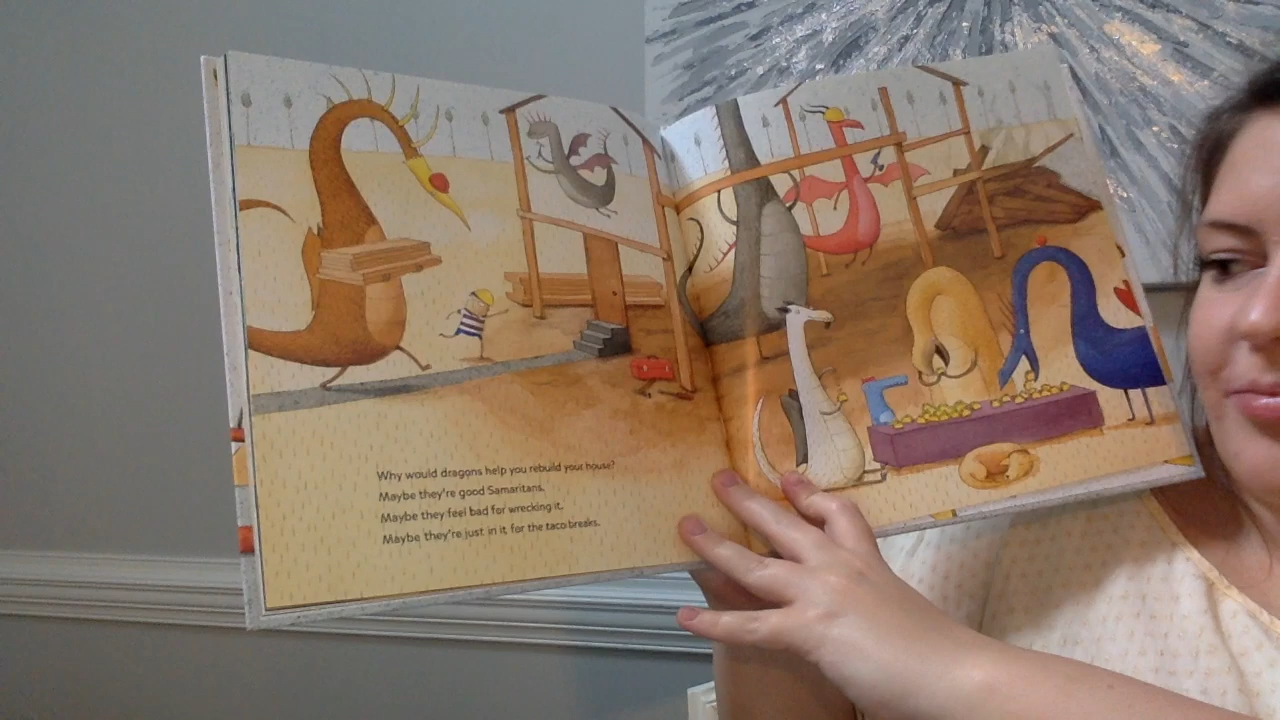 Why would dragons help you rebuild your house?
Maybe they're good Samaritans.
Maybe they feel bad for wrecking it.
Maybe they're just in it for the taco breaks.